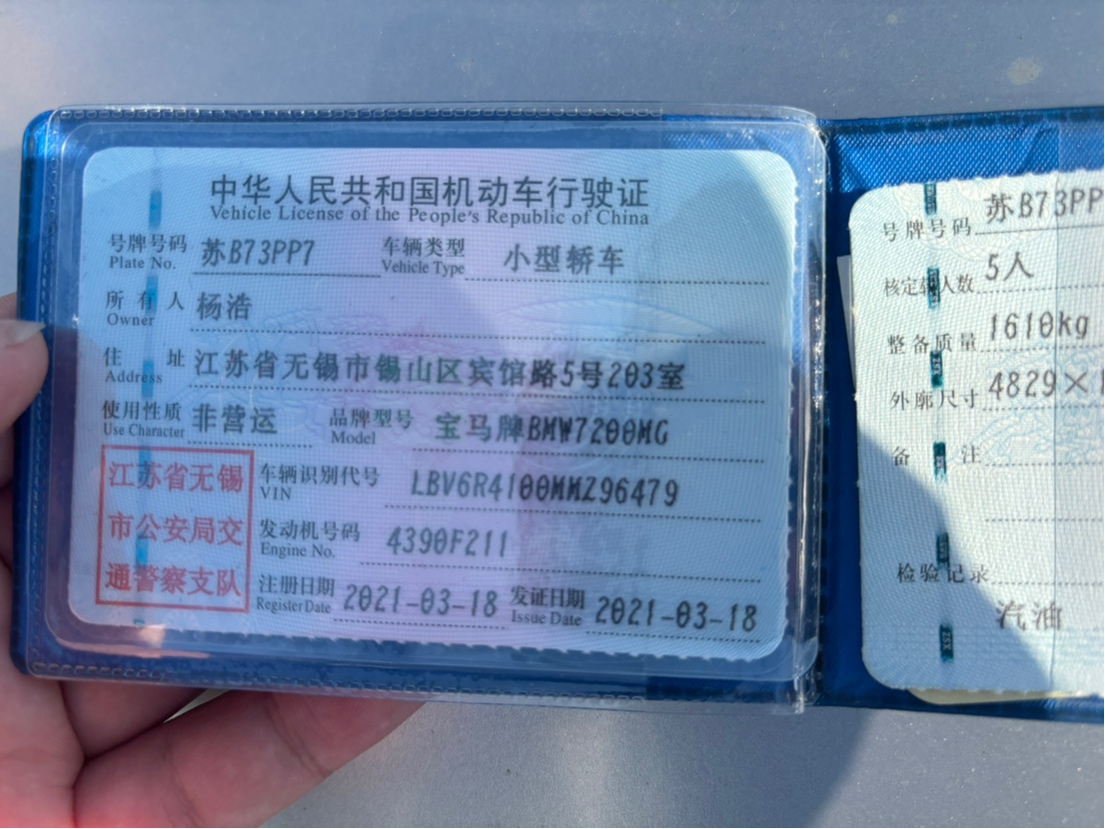 中华人民共和国机动车行驶证
Vehicle License of the People's Republic of China
号牌号码 苏B73PP7 车辆类型 小型轿车
Plate No. Vehicle Type
所有人 杨浩
Owner
住址 江苏省无锡市锡山区宾馆路5号203室
Address
使用性质 非营运 品牌型号 宝马牌BMW7200MG
Use Character Model
江苏省无锡
市公安局交
通警察支队
车辆识别代号 LBV6R4100MMZ96479
VIN
发动机号码 4390F211
Engine No.
注册日期 2021-03-18 发证日期 2021-03-18
Register Date Issue Date
号牌号码 苏B73PP
核定载人数 5人
整备质量 1610kg
外廓尺寸 4829×
备注
检验记录
汽油